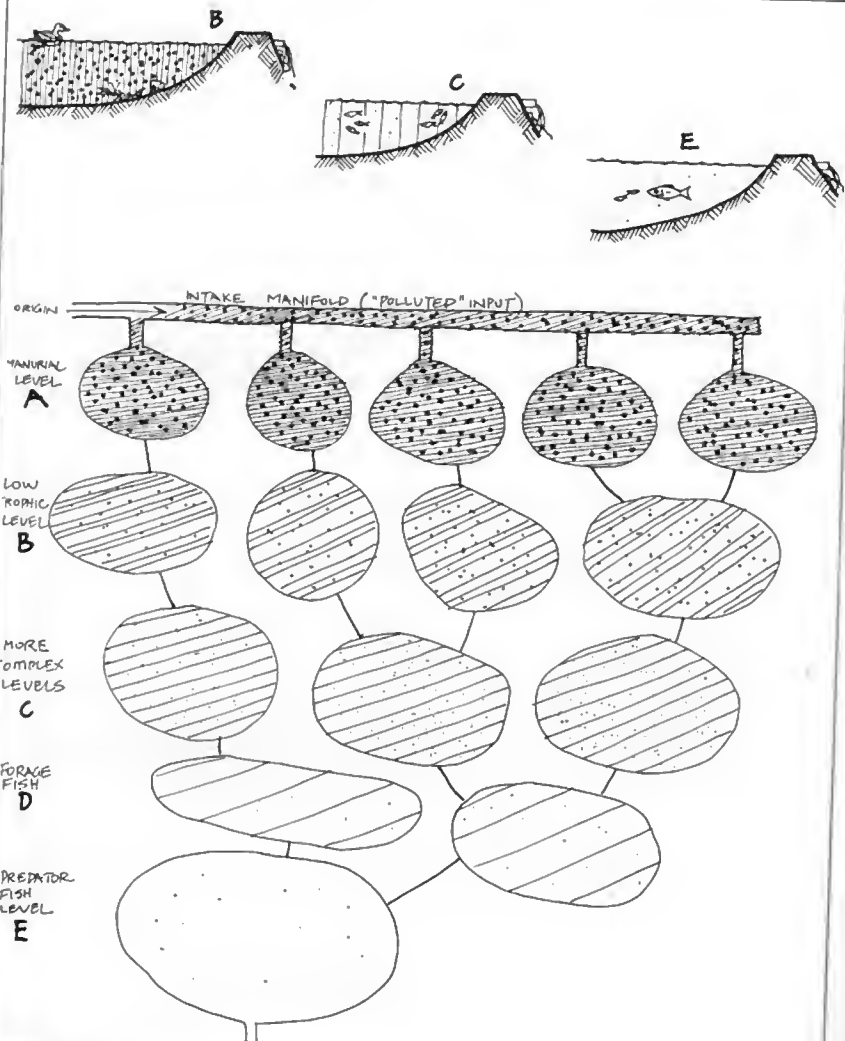 B
C
E
INTAKE MANIFOLD ("POLLUTED" INPUT)
ORIGIN
MANURIAL
LEVEL
A
LOW
TROPHIC
LEVEL
B
MORE
COMPLEX
LEVELS
C
FORAGE
FISH
D
PREDATOR
FISH
LEVEL
E